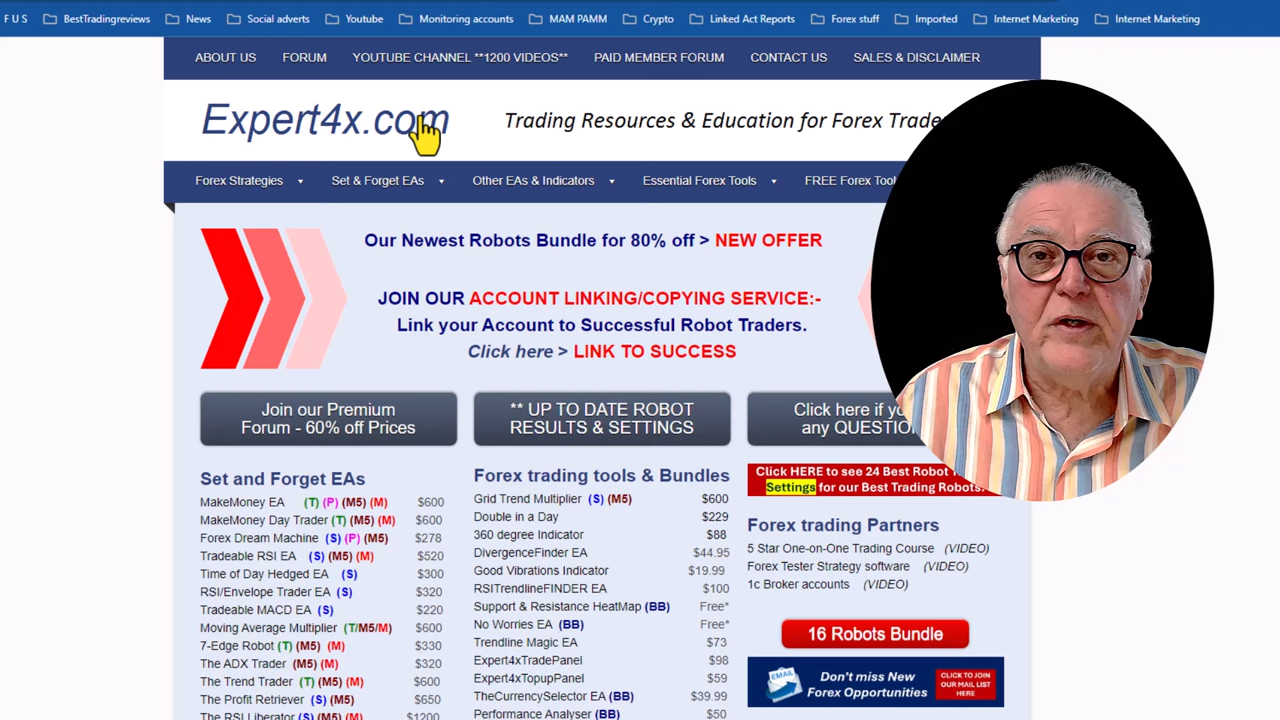 F U S BestTradingreviews News Social adverts Youtube Monitoring accounts MAM PAMM Crypto Linked Act Reports Forex stuff Imported Internet Marketing Internet Marketing
ABOUT US FORUM YOUTUBE CHANNEL **1200 VIDEOS** PAID MEMBER FORUM CONTACT US SALES & DISCLAIMER
Expert4x.com Trading Resources & Education for Forex
Forex Strategies Set & Forget EAs Other EAs & Indicators Essential Forex Tools FREE Forex
Our Newest Robots Bundle for 80% off > NEW OFFER
JOIN OUR ACCOUNT LINKING/COPYING SERVICE:-
Link your Account to Successful Robot Traders.
Click here > LINK TO SUCCESS
Join our Premium
Forum - 60% off Prices
** UP TO DATE ROBOT
RESULTS & SETTINGS
Click here if
any
Set and Forget EAs
MakeMoney EA (T) (P) (M5) (M) $600
MakeMoney Day Trader (T) (M5) (M) $600
Forex Dream Machine (S) (P) (M5) $278
Tradeable RSI EA (S) (M5) (M) $520
Time of Day Hedged EA (S) $300
RSI/Envelope Trader EA (S) $320
Tradeable MACD EA (S) $220
Moving Average Multiplier (T/M5/M) $600
7-Edge Robot (T) (M5) (M) $330
The ADX Trader (M5) (M) $320
The Trend Trader (T) (M5) (M) $600
The Profit Retriever (S) (M5) $650
The RSI Liberator (S) (M5) (M) $1200
Forex trading tools & Bundles
Grid Trend Multiplier (S) (M5) $600
Double in a Day $229
360 degree Indicator $88
DivergenceFinder EA $44.95
Good Vibrations Indicator $19.99
RSITrendlineFINDER EA $100
Support & Resistance HeatMap (BB) Free*
No Worries EA (BB) Free*
Trendline Magic EA $73
Expert4xTradePanel $98
Expert4xTopupPanel $59
TheCurrencySelector EA (BB) $39.99
Performance Analyser (BB) $50
Click HERE to see 24 Best Robot
Settings for our Best Trading Robots.
Forex trading Partners
5 Star One-on-One Trading Course (VIDEO)
Forex Tester Strategy software (VIDEO)
1c Broker accounts (VIDEO)
16 Robots Bundle
EMAIL
Don't miss New
Forex Opportunities
CLICK TO JOIN
OUR MAIL LIST
HERE